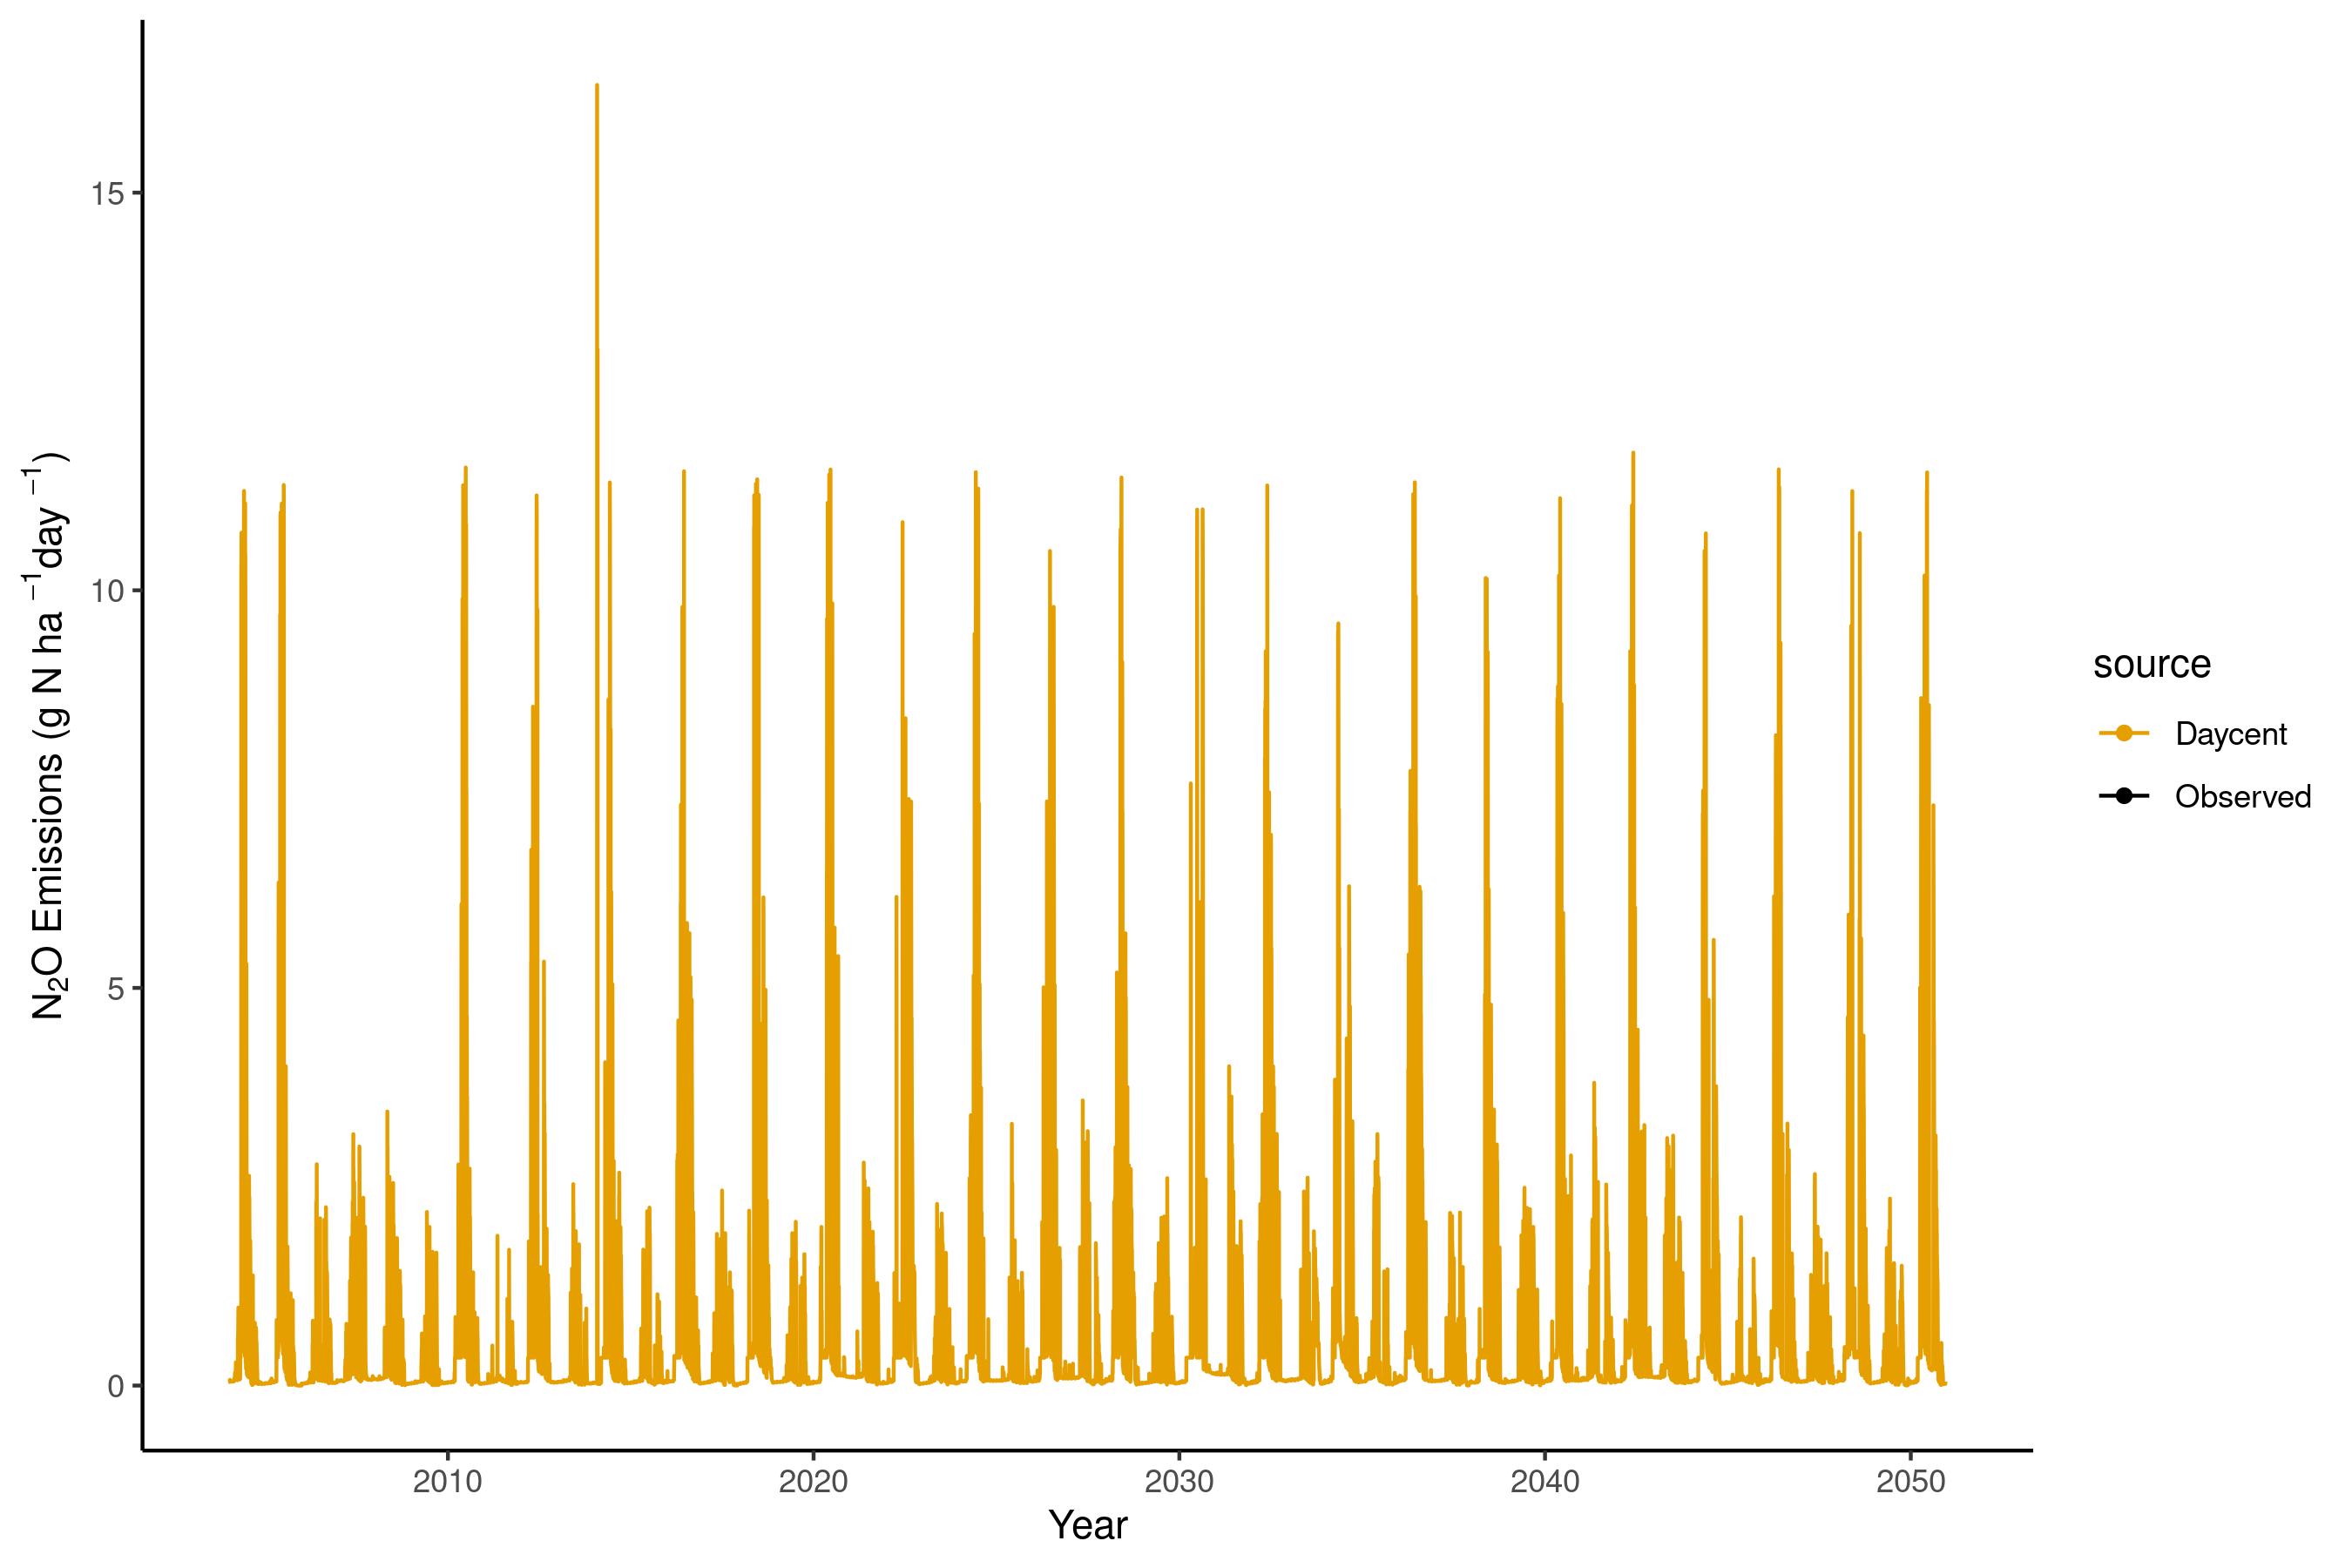 N₂O Emissions (g N ha ⁻¹day ⁻¹)
15
10
5
0
2010 2020 2030 2040 2050
Year
source
Daycent
Observed